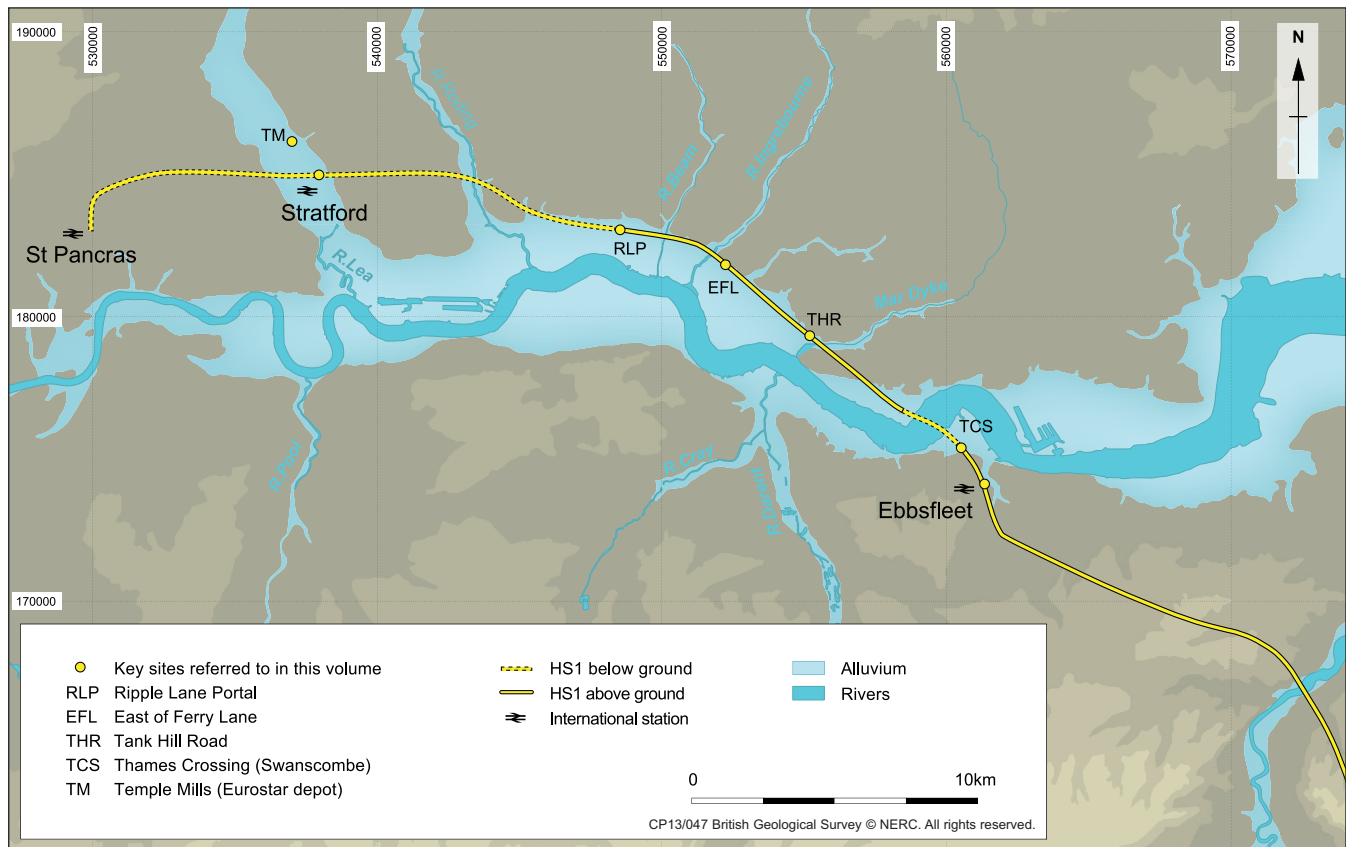 190000
530000
540000
550000
560000
570000
N
R.Roding
R.Beam
R.Ingrebourne
TM
Stratford
St Pancras
RLP
R.Lea
EFL
Mar Dyke
180000
THR
TCS
R.Pool
R.Cray
R.Darent
Ebbsfleet
170000
Key sites referred to in this volume
RLP Ripple Lane Portal
EFL East of Ferry Lane
THR Tank Hill Road
TCS Thames Crossing (Swanscombe)
TM Temple Mills (Eurostar depot)
HS1 below ground
HS1 above ground
International station
Alluvium
Rivers
0 10km
CP13/047 British Geological Survey © NERC. All rights reserved.